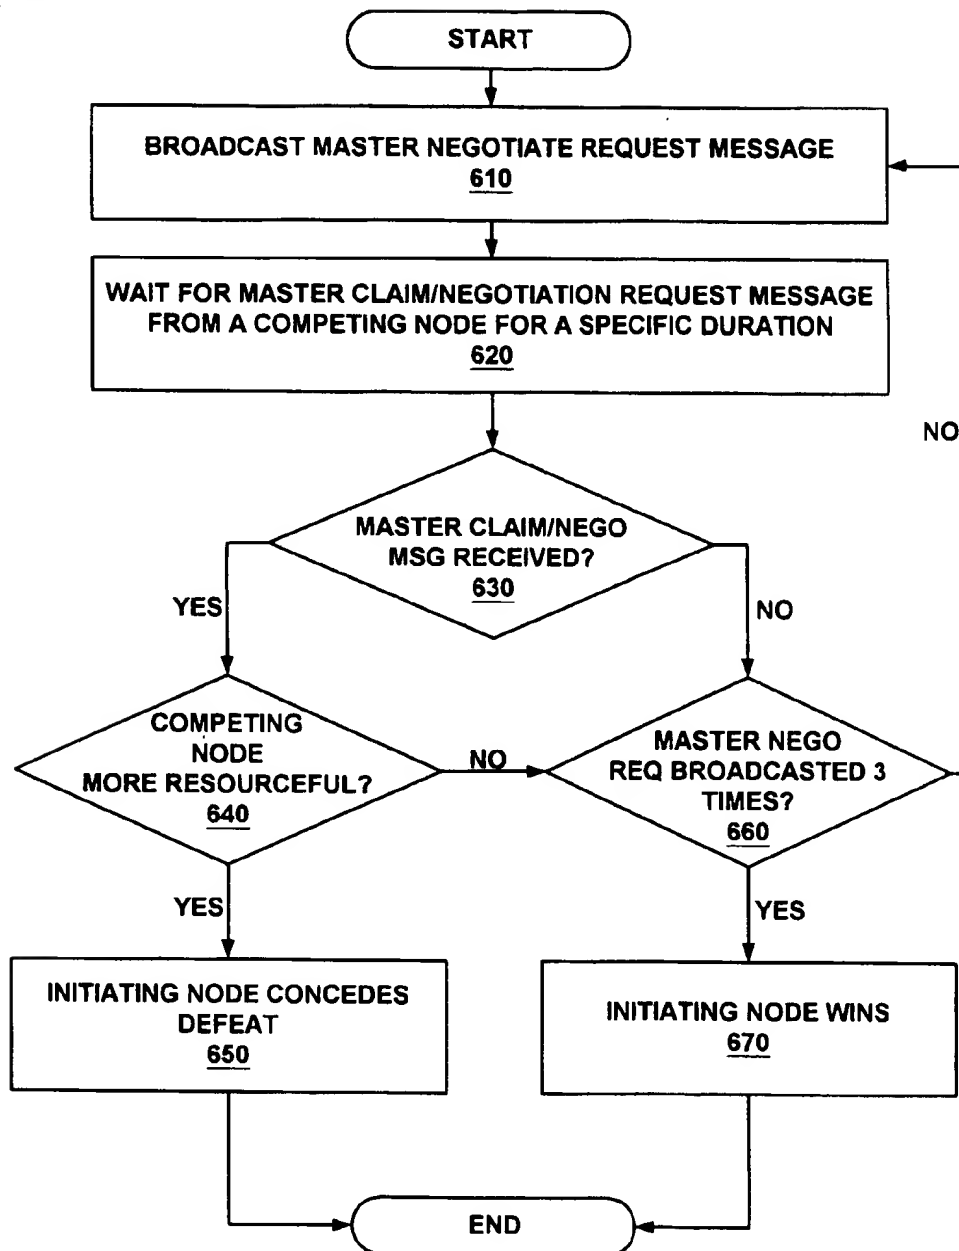 START
BROADCAST MASTER NEGOTIATE REQUEST MESSAGE
610
WAIT FOR MASTER CLAIM/NEGOTIATION REQUEST MESSAGE
FROM A COMPETING NODE FOR A SPECIFIC DURATION
620
NO
MASTER CLAIM/NEGO
MSG RECEIVED?
630
YES
NO
COMPETING
NODE
MORE RESOURCEFUL?
640
NO
MASTER NEGO
REQ BROADCASTED 3
TIMES?
660
YES
YES
INITIATING NODE CONCEDES
DEFEAT
650
INITIATING NODE WINS
670
END